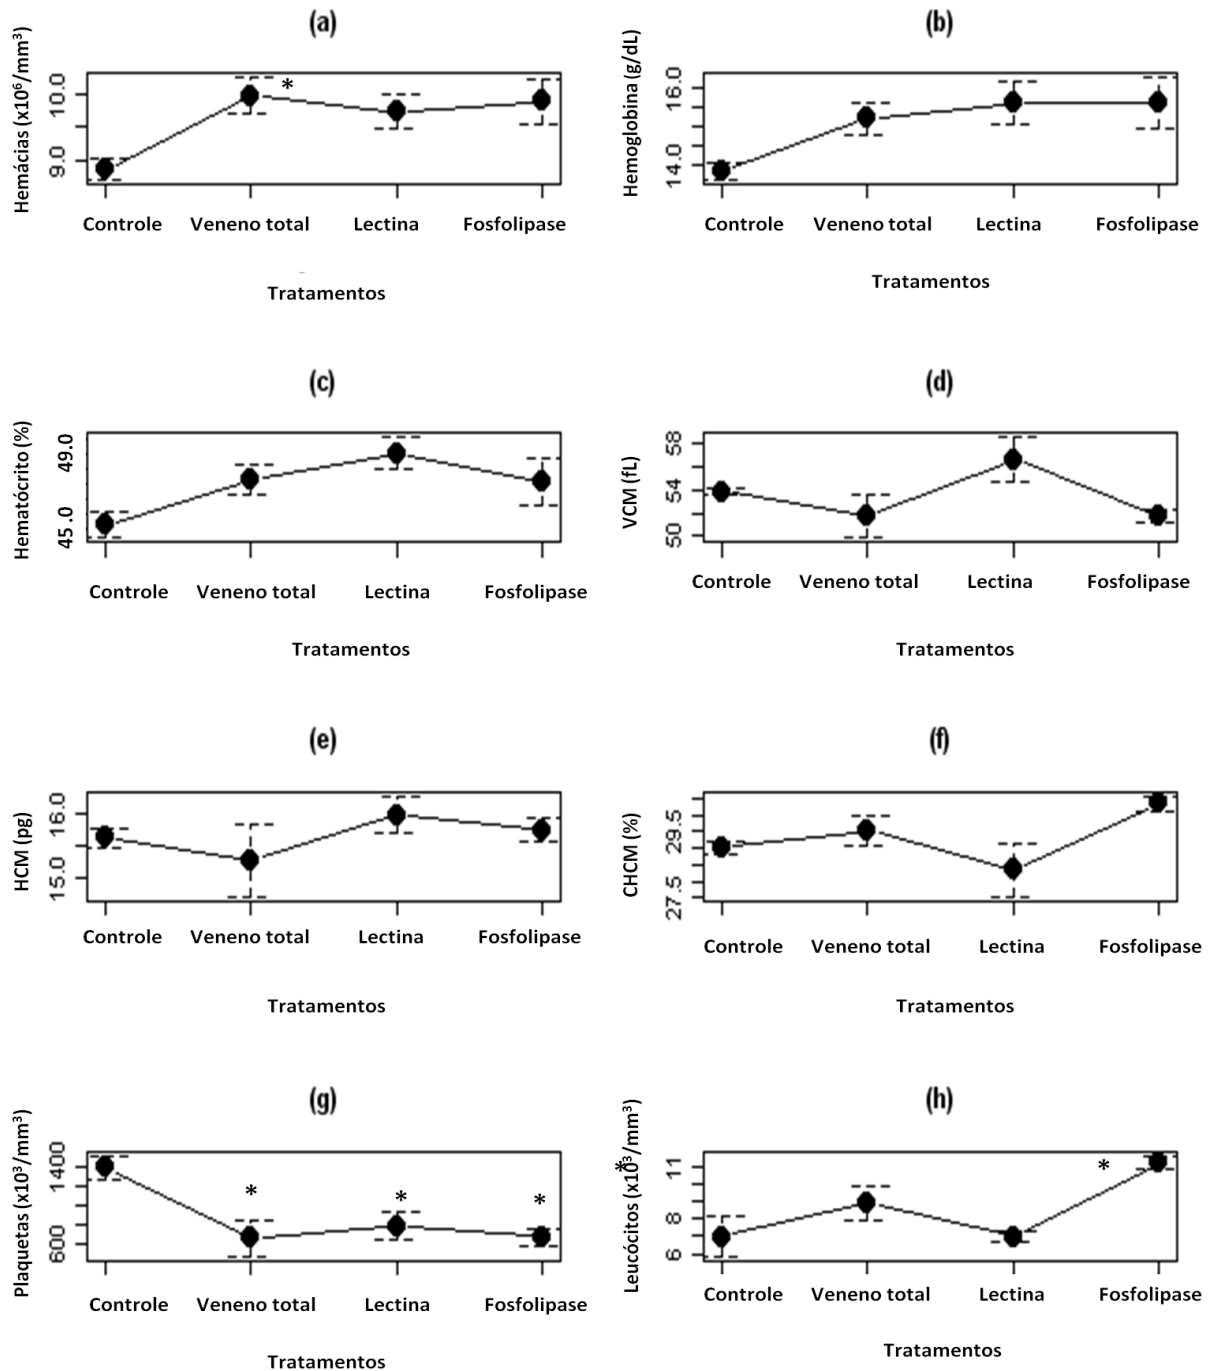 (a)
Hemácias (x10⁶/mm³)
10.0
9.0
*
Controle Veneno total Lectina Fosfolipase
Tratamentos
(b)
Hemoglobina (g/dL)
16.0
14.0
Controle Veneno total Lectina Fosfolipase
Tratamentos
(c)
Hematócrito (%)
49.0
45.0
Controle Veneno total Lectina Fosfolipase
Tratamentos
(d)
VCM (fL)
58
54
50
Controle Veneno total Lectina Fosfolipase
Tratamentos
(e)
HCM (pg)
16.0
15.0
Controle Veneno total Lectina Fosfolipase
Tratamentos
(f)
CHCM (%)
29.5
27.5
Controle Veneno total Lectina Fosfolipase
Tratamentos
(g)
Plaquetas (x10³/mm³)
1400
600
* * *
Controle Veneno total Lectina Fosfolipase
Tratamentos
(h)
Leucócitos (x10³/mm³)
*
11
8
6
*
Controle Veneno total Lectina Fosfolipase
Tratamentos